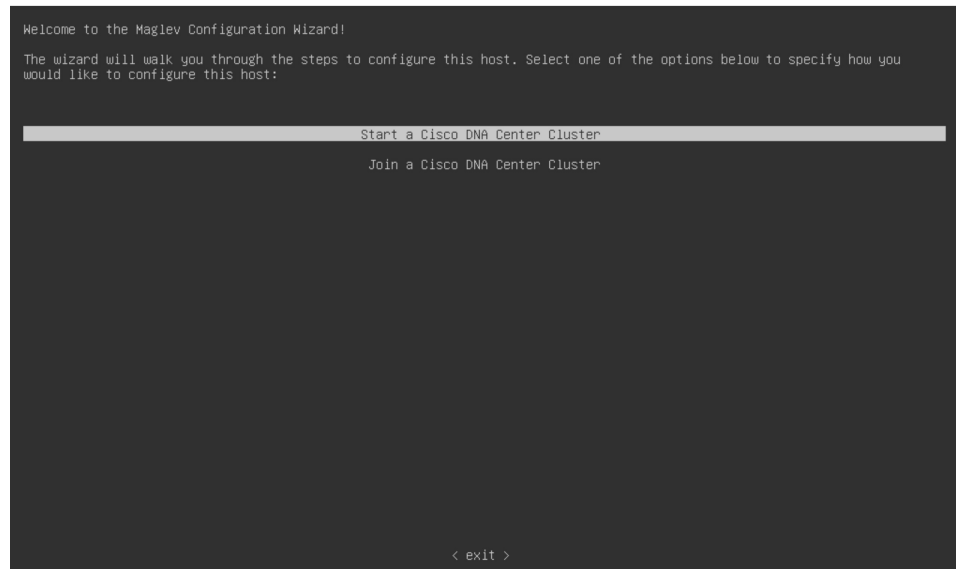 Welcome to the Maglev Configuration Wizard!
The wizard will walk you through the steps to configure this host. Select one of the options below to specify how you
would like to configure this host:
Start a Cisco DNA Center Cluster
Join a Cisco DNA Center Cluster
< exit >